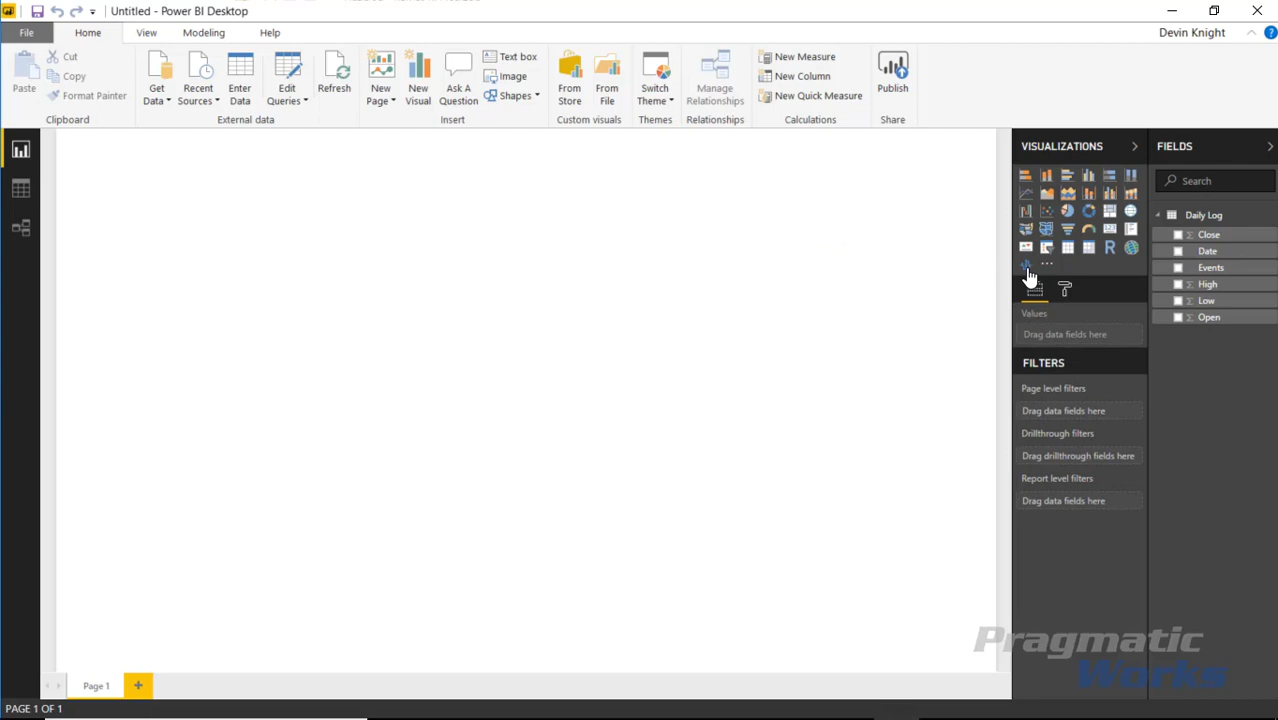 Untitled - Power BI Desktop
File
Home
View
Modeling
Help
Devin Knight
Paste
Cut
Copy
Format Painter
Clipboard
Get Data
Recent Sources
Enter Data
Edit Queries
Refresh
External data
New Page
New Visual
Ask A Question
Text box
Image
Shapes
Insert
From Store
From File
Custom visuals
Switch Theme
Themes
Manage Relationships
Relationships
New Measure
New Column
New Quick Measure
Calculations
Publish
Share
VISUALIZATIONS
R
Values
Drag data fields here
FILTERS
Page level filters
Drag data fields here
Drillthrough filters
Drag drillthrough fields here
Report level filters
Drag data fields here
FIELDS
Search
Daily Log
Σ Close
Date
Events
Σ High
Σ Low
Σ Open
Pragmatic
Works
Page 1
PAGE 1 OF 1